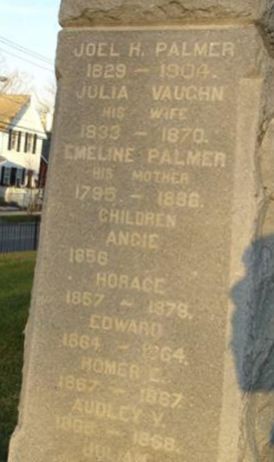 JOEL H. PALMER
1829 – 1904.
JULIA VAUGHN
HIS WIFE
1833 – 1870.
EMELINE PALMER
HIS MOTHER
1795 – 1886.
CHILDREN
ANGIE
1856
HORACE
1857 – 1878.
EDWARD
1864 – 1864.
HOMER E.
1867 – 1867.
AUDLEY V.
1868 – 1868.